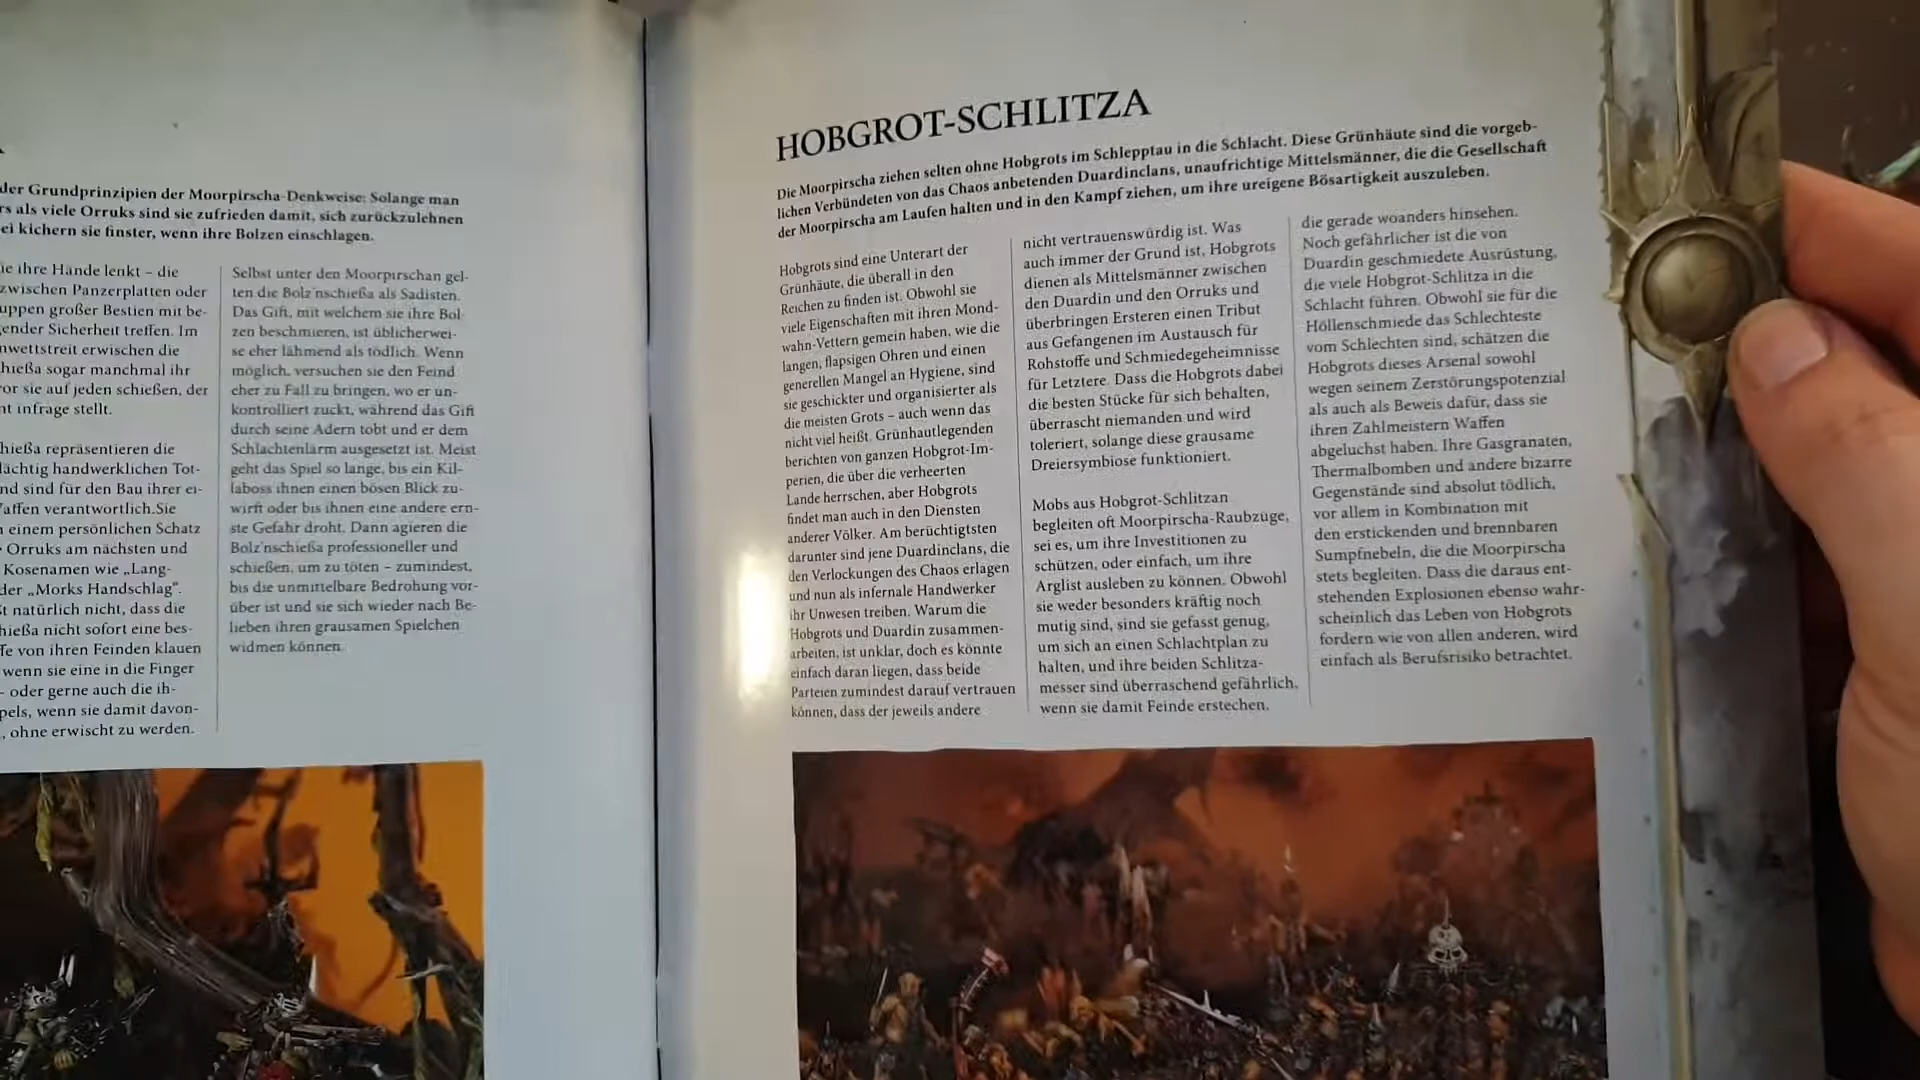 der Grundprinzipien der Moorpirscha-Denkweise: Solange man
als viele Orruks sind sie zufrieden damit, sich zurückzulehnen
kichern sie finster, wenn ihre Bolzen einschlagen.
ihre Hände lenkt – die
zwischen Panzerplatten oder
großer Bestien mit be-
Sicherheit treffen. Im
erwischen die
sogar manchmal ihr
sie auf jeden schießen, der
infrage stellt.
repräsentieren die
handwerklichen Tot-
sind für den Bau ihrer ei-
verantwortlich.Sie
einem persönlichen Schatz
Orruks am nächsten und
Kosenamen wie „Lang-
„Morks Handschlag“.
natürlich nicht, dass die
nicht sofort eine bes-
von ihren Feinden klauen
wenn sie eine in die Finger
– oder gerne auch die ih-
wenn sie damit davon-
, ohne erwischt zu werden.
Selbst unter den Moorpirschan gel-
ten die Bolz'nschießa als Sadisten.
Das Gift, mit welchem sie ihre Bol-
zen beschmieren, ist üblicherwei-
se eher lähmend als tödlich. Wenn
möglich, versuchen sie den Feind
eher zu Fall zu bringen, wo er un-
kontrolliert zuckt, während das Gift
durch seine Adern tobt und er dem
Schlachtenlärm ausgesetzt ist. Meist
geht das Spiel so lange, bis ein Kil-
laboss ihnen einen bösen Blick zu-
wirft oder bis ihnen eine andere ern-
ste Gefahr droht. Dann agieren die
Bolz'nschießa professioneller und
schießen, um zu töten – zumindest,
bis die unmittelbare Bedrohung vor-
über ist und sie sich wieder nach Be-
lieben ihren grausamen Spielchen
widmen können.
HOBGROT-SCHLITZA
Die Moorpirscha ziehen selten ohne Hobgrots im Schlepptau in die Schlacht. Diese Grünhäute sind die vorgeb-
lichen Verbündeten von das Chaos anbetenden Duardinclans, unaufrichtige Mittelsmänner, die die Gesellschaft
der Moorpirscha am Laufen halten und in den Kampf ziehen, um ihre ureigene Bösartigkeit auszuleben.
Hobgrots sind eine Unterart der
Grünhäute, die überall in den
Reichen zu finden ist. Obwohl sie
viele Eigenschaften mit ihren Mond-
wahn-Vettern gemein haben, wie die
langen, flapsigen Ohren und einen
generellen Mangel an Hygiene, sind
sie geschickter und organisierter als
die meisten Grots – auch wenn das
nicht viel heißt. Grünhautlegenden
berichten von ganzen Hobgrot-Im-
perien, die über die verheerten
Lande herrschen, aber Hobgrots
findet man auch in den Diensten
anderer Völker. Am berüchtigtsten
darunter sind jene Duardinclans, die
den Verlockungen des Chaos erlagen
und nun als infernale Handwerker
ihr Unwesen treiben. Warum die
Hobgrots und Duardin zusammen-
arbeiten, ist unklar, doch es könnte
einfach daran liegen, dass beide
Parteien zumindest darauf vertrauen
können, dass der jeweils andere
nicht vertrauenswürdig ist. Was
auch immer der Grund ist, Hobgrots
dienen als Mittelsmänner zwischen
den Duardin und den Orruks und
überbringen Ersteren einen Tribut
aus Gefangenen im Austausch für
Rohstoffe und Schmiedegeheimnisse
für Letztere. Dass die Hobgrots dabei
die besten Stücke für sich behalten,
überrascht niemanden und wird
toleriert, solange diese grausame
Dreiersymbiose funktioniert.
Mobs aus Hobgrot-Schlitzan
begleiten oft Moorpirscha-Raubzüge,
sei es, um ihre Investitionen zu
schützen, oder einfach, um ihre
Arglist ausleben zu können. Obwohl
sie weder besonders kräftig noch
mutig sind, sind sie gefasst genug,
um sich an einen Schlachtplan zu
halten, und ihre beiden Schlitza-
messer sind überraschend gefährlich,
wenn sie damit Feinde erstechen,
die gerade woanders hinsehen.
Noch gefährlicher ist die von
Duardin geschmiedete Ausrüstung,
die viele Hobgrot-Schlitza in die
Schlacht führen. Obwohl sie für die
Höllenschmiede das Schlechteste
vom Schlechten sind, schätzen die
Hobgrots dieses Arsenal sowohl
wegen seinem Zerstörungspotenzial
als auch als Beweis dafür, dass sie
ihren Zahlmeistern Waffen
abgeluchst haben. Ihre Gasgranaten,
Thermalbomben und andere bizarre
Gegenstände sind absolut tödlich,
vor allem in Kombination mit
den erstickenden und brennbaren
Sumpfnebeln, die die Moorpirscha
stets begleiten. Dass die daraus ent-
stehenden Explosionen ebenso wahr-
scheinlich das Leben von Hobgrots
fordern wie von allen anderen, wird
einfach als Berufsrisiko betrachtet.